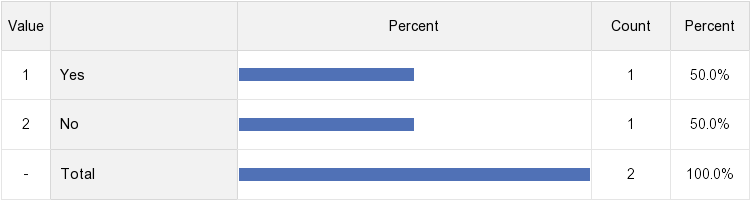 Value Percent Count Percent
1 Yes 1 50.0%
2 No 1 50.0%
- Total 2 100.0%